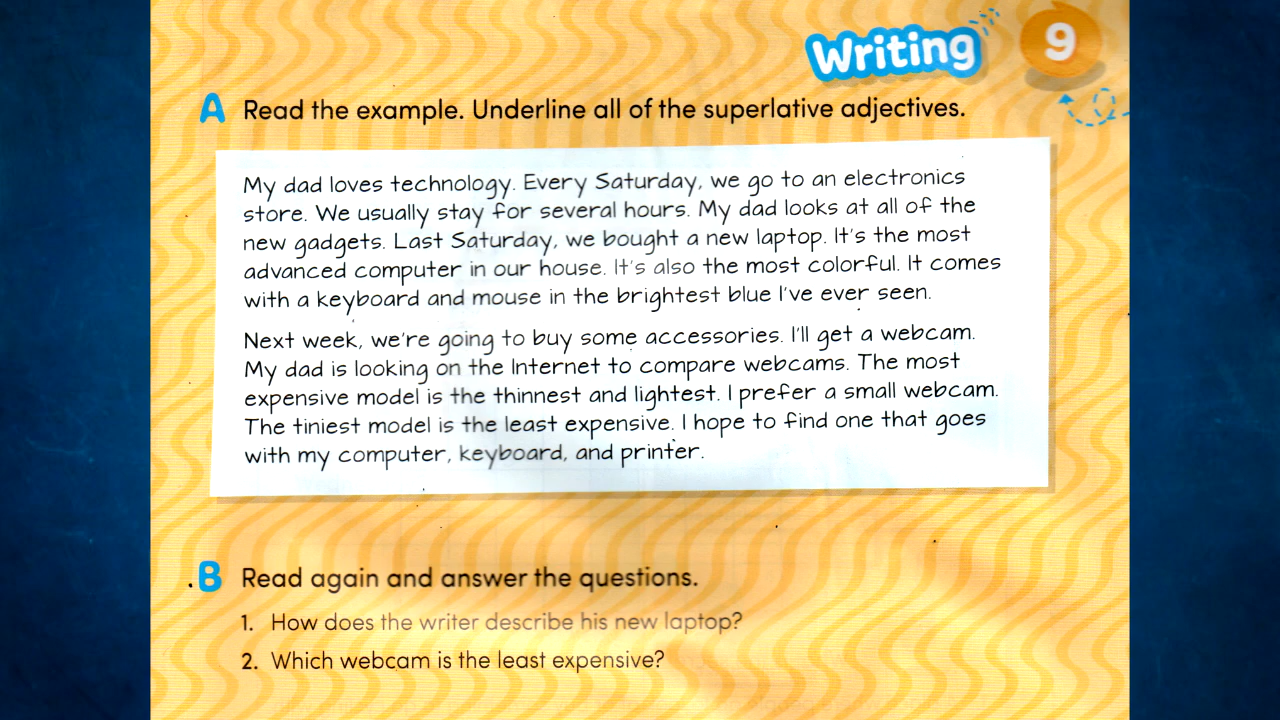 Writing 9
A Read the example. Underline all of the superlative adjectives.
My dad loves technology. Every Saturday, we go to an electronics
store. We usually stay for several hours. My dad looks at all of the
new gadgets. Last Saturday, we bought a new laptop. It's the most
advanced computer in our house. It's also the most colorful. It comes
with a keyboard and mouse in the brightest blue I've ever seen.
Next week, we're going to buy some accessories. I'll get a webcam.
My dad is looking on the Internet to compare webcams. The most
expensive model is the thinnest and lightest. I prefer a small webcam.
The tiniest model is the least expensive. I hope to find one that goes
with my computer, keyboard, and printer.
B Read again and answer the questions.
1. How does the writer describe his new laptop?
2. Which webcam is the least expensive?